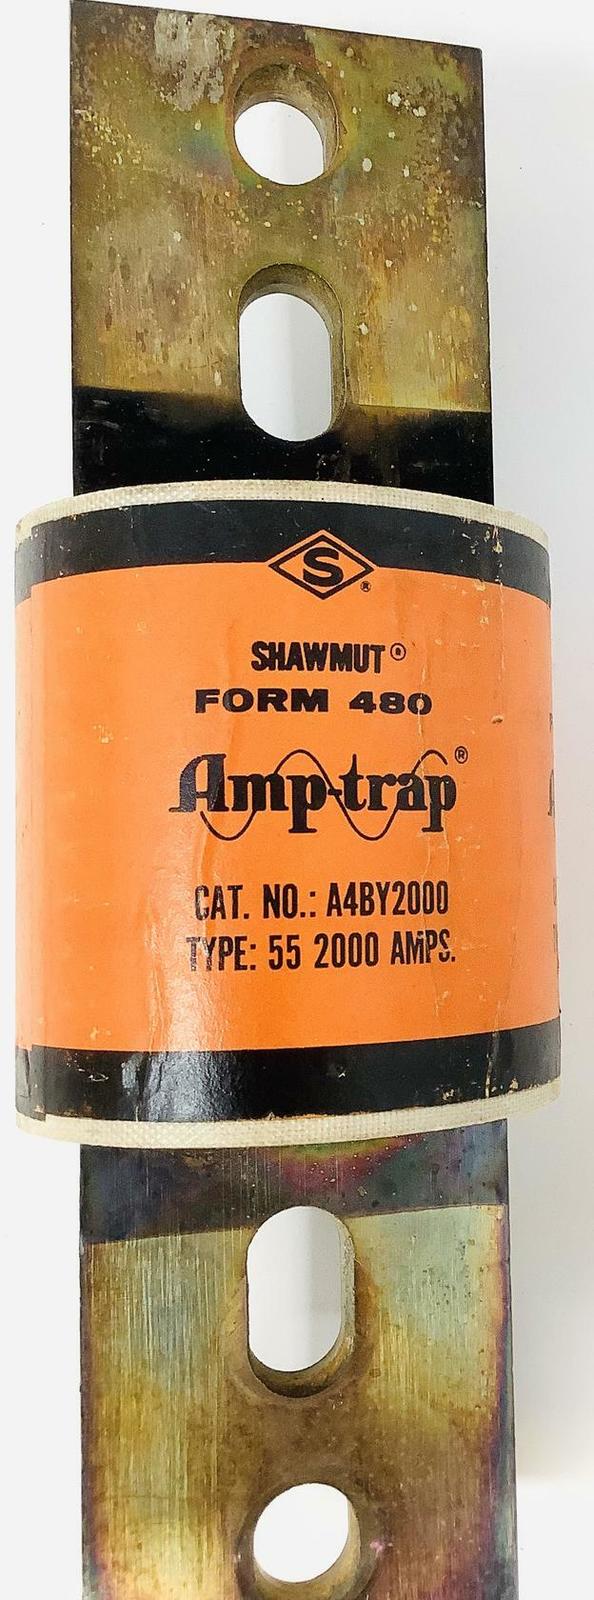 S®
SHAWMUT®
FORM 480
Amp-trap®
CAT. NO.: A4BY2000
TYPE: 55 2000 AMPS.